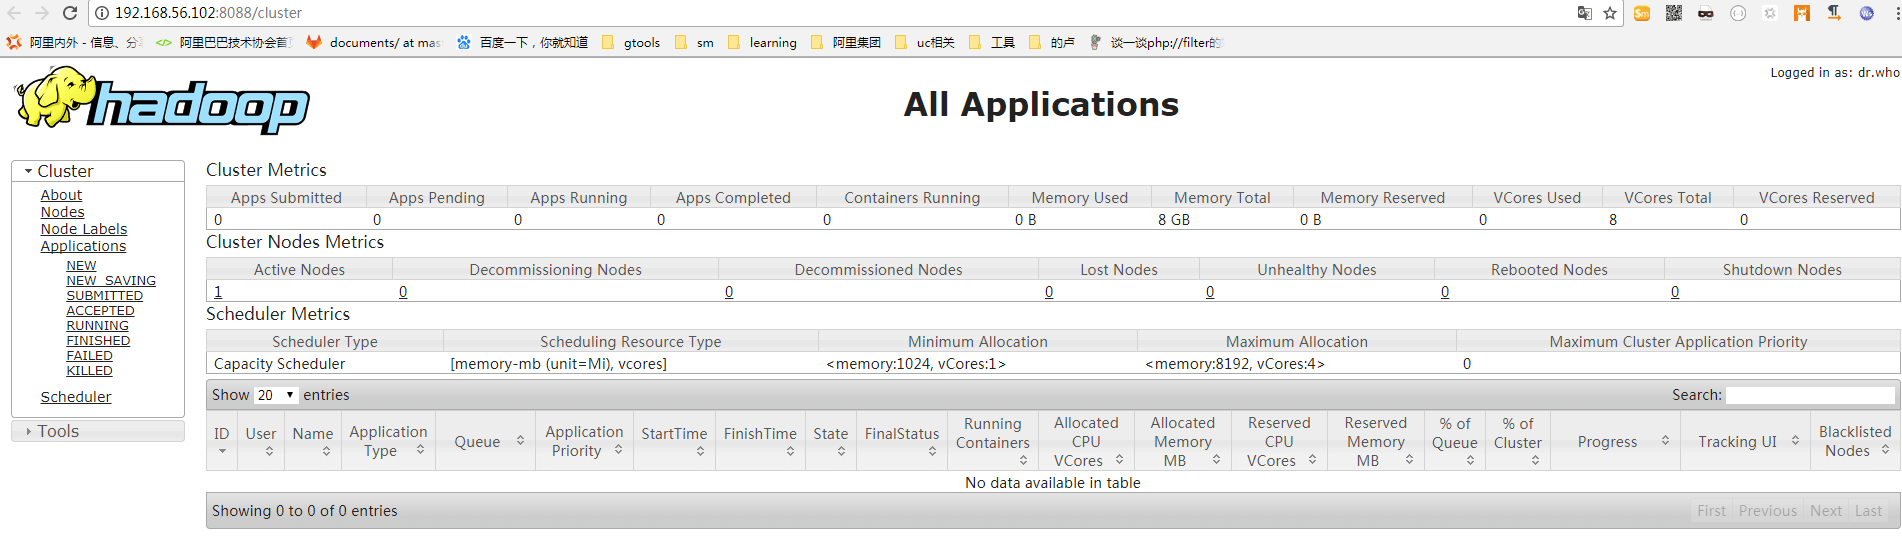 192.168.56.102:8088/cluster
阿里内外 - 信息、分享 阿里巴巴技术协会首页 documents/ at mas 百度一下，你就知道 gtools sm learning 阿里集团 uc相关 工具 的卢 谈一谈php://filter的
hadoop
All Applications
Logged in as: dr.who
Cluster
About
Nodes
Node Labels
Applications
NEW
NEW_SAVING
SUBMITTED
ACCEPTED
RUNNING
FINISHED
FAILED
KILLED
Scheduler
Tools
Cluster Metrics
Apps Submitted Apps Pending Apps Running Apps Completed Containers Running Memory Used Memory Total Memory Reserved VCores Used VCores Total VCores Reserved
0 0 0 0 0 0 B 8 GB 0 B 0 8 0
Cluster Nodes Metrics
Active Nodes Decommissioning Nodes Decommissioned Nodes Lost Nodes Unhealthy Nodes Rebooted Nodes Shutdown Nodes
1 0 0 0 0 0 0
Scheduler Metrics
Scheduler Type Scheduling Resource Type Minimum Allocation Maximum Allocation Maximum Cluster Application Priority
Capacity Scheduler [memory-mb (unit=Mi), vcores] <memory:1024, vCores:1> <memory:8192, vCores:4> 0
Show 20 entries Search:
ID User Name Application Type Queue Application Priority StartTime FinishTime State FinalStatus Running Containers Allocated CPU VCores Allocated Memory MB Reserved CPU VCores Reserved Memory MB % of Queue % of Cluster Progress Tracking UI Blacklisted Nodes
No data available in table
Showing 0 to 0 of 0 entries First Previous Next Last